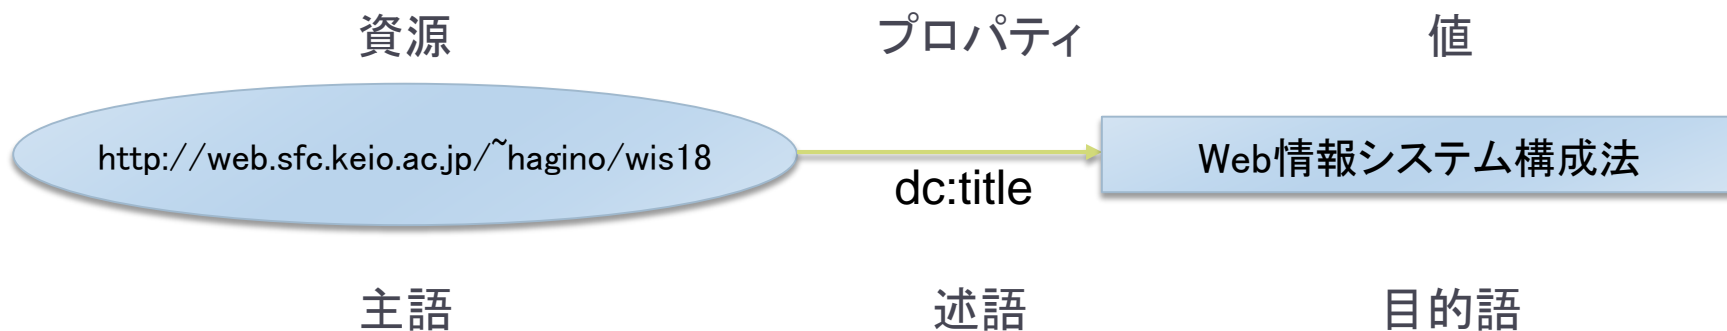 資源 プロパティ 値
http://web.sfc.keio.ac.jp/~hagino/wis18 Web情報システム構成法
dc:title
主語 述語 目的語